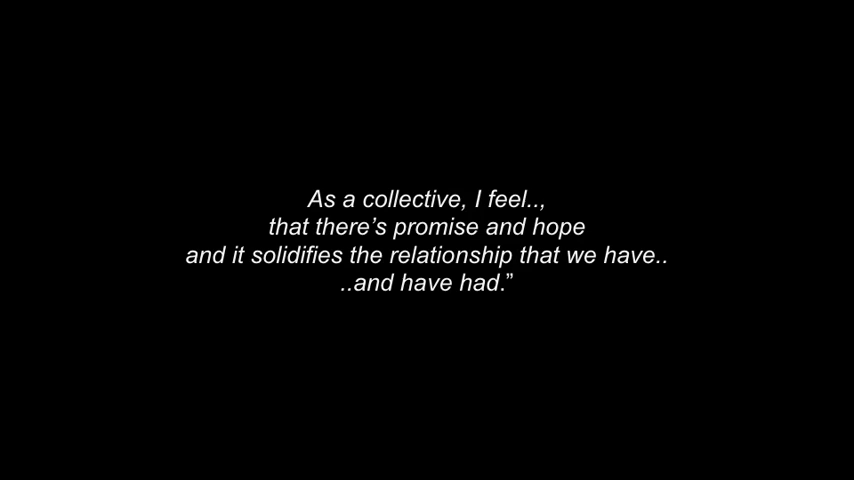 As a collective, I feel..,
that there’s promise and hope
and it solidifies the relationship that we have..
..and have had.”